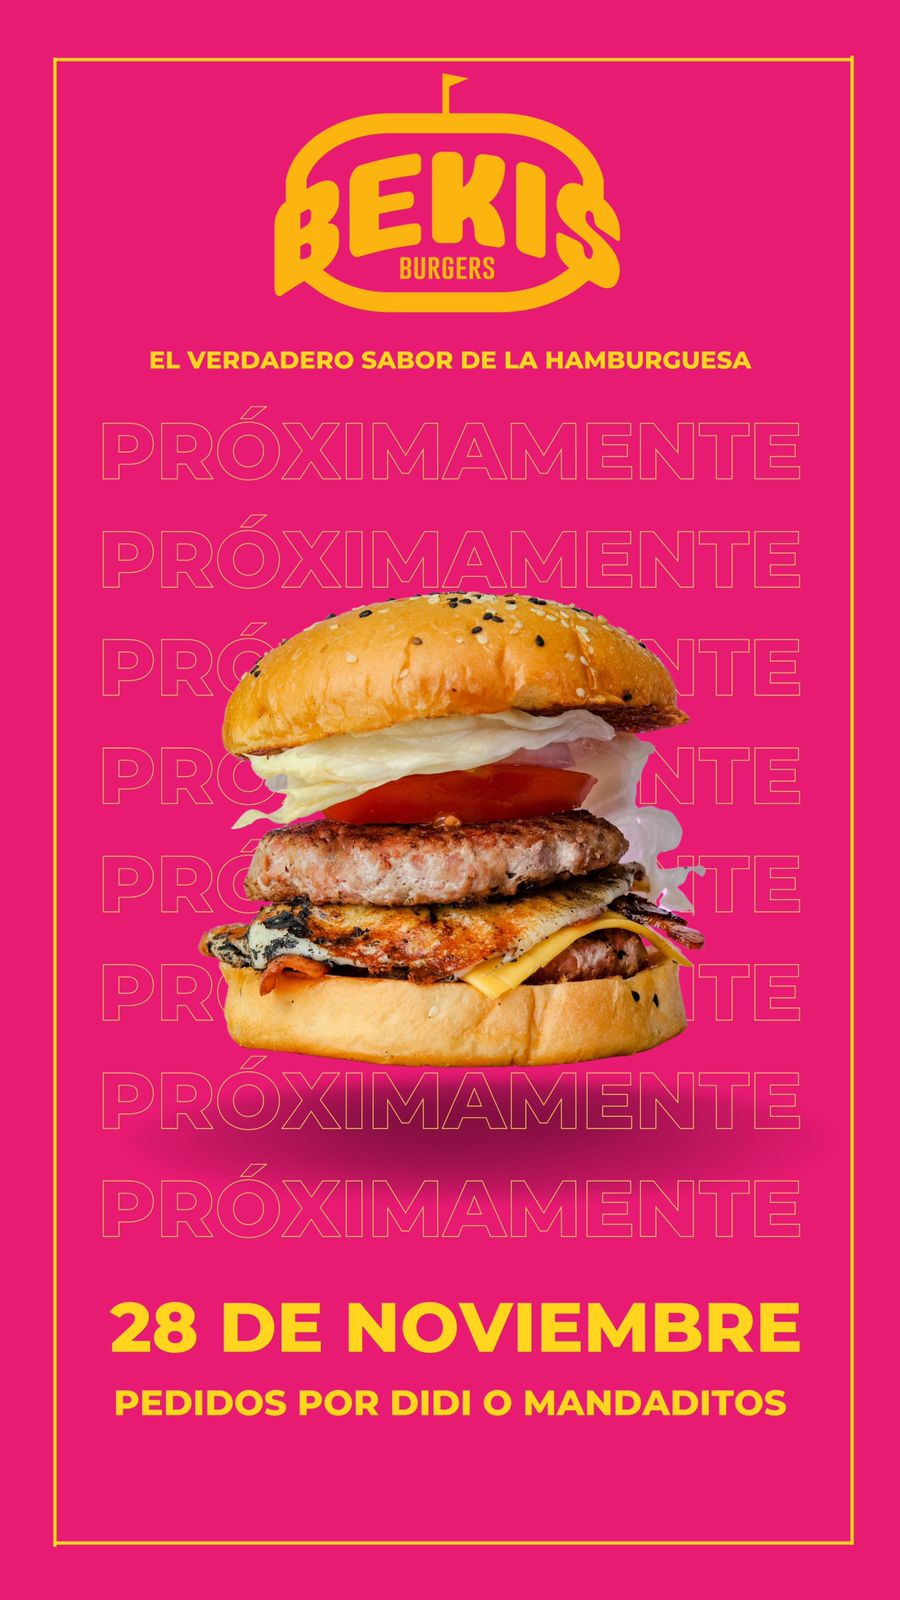 BEKIS
BURGERS
EL VERDADERO SABOR DE LA HAMBURGUESA
PRÓXIMAMENTE
PRÓXIMAMENTE
PRÓ NTE
PRÓ NTE
PRÓ NTE
PRÓ NTE
PRÓXIMAMENTE
PRÓXIMAMENTE
28 DE NOVIEMBRE
PEDIDOS POR DIDI O MANDADITOS